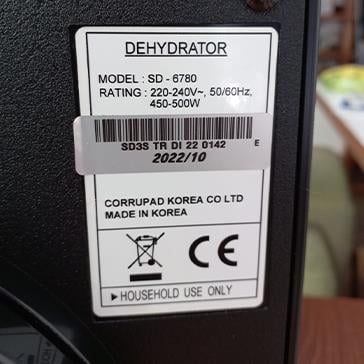 DEHYDRATOR
MODEL : SD - 6780
RATING : 220-240V~, 50/60Hz,
450-500W
SD3S TR DI 22 0142 E
2022/10
CORRUPAD KOREA CO LTD
MADE IN KOREA
CE
▶HOUSEHOLD USE ONLY